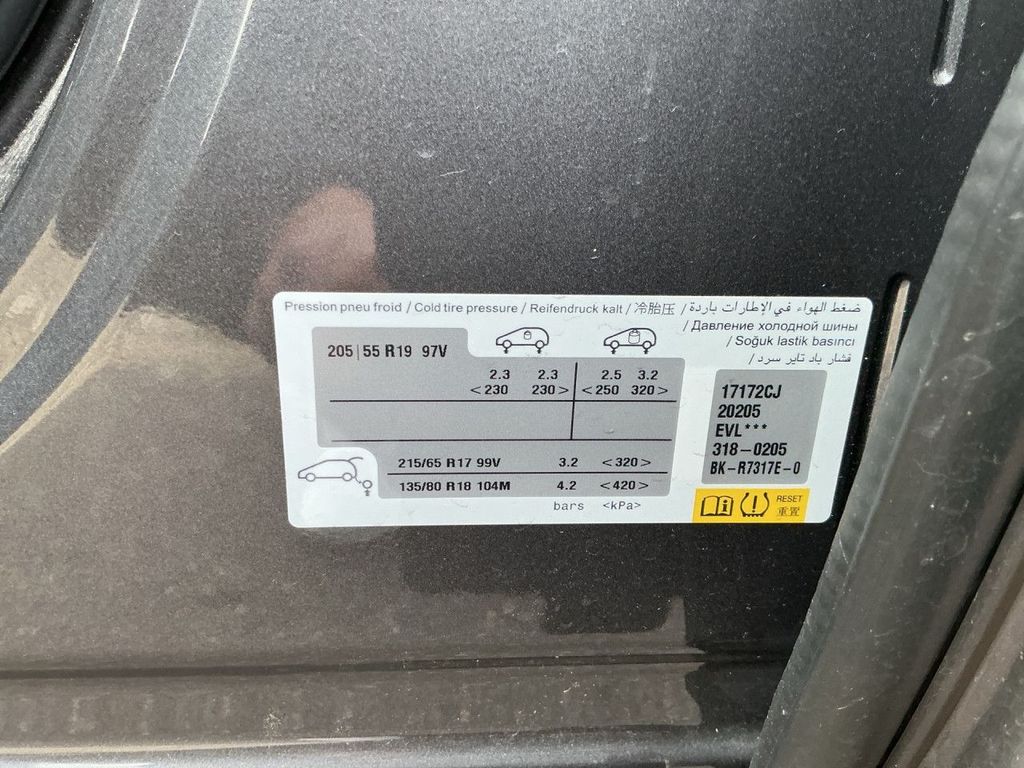 Pression pneu froid / Cold tire pressure / Reifendruck kalt / 冷胎压 / ضغط الهواء في الإطارات باردة
/ Давление холодной шины
/ Soğuk lastik basıncı
/ فشار باد تایر سرد
205 | 55 R19 97V
2.3 2.3 2.5 3.2
<230 230> <250 320>
215/65 R17 99V 3.2 <320>
135/80 R18 104M 4.2 <420>
bars <kPa>
17172CJ
20205
EVL***
318-0205
BK-R7317E-0
RESET
重置